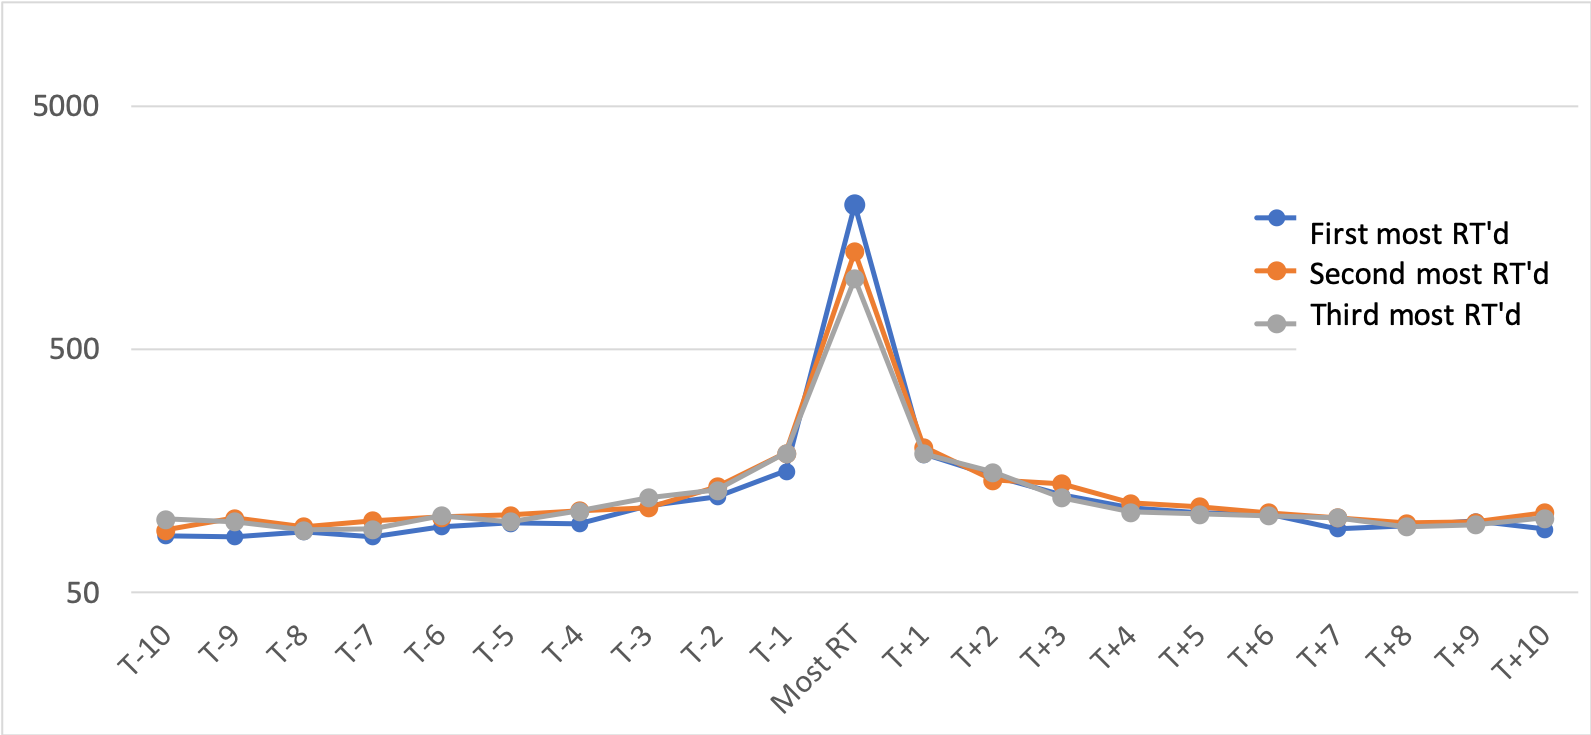 5000
500
50
First most RT'd
Second most RT'd
Third most RT'd
T-10
T-9
T-8
T-7
T-6
T-5
T-4
T-3
T-2
T-1
Most RT
T+1
T+2
T+3
T+4
T+5
T+6
T+7
T+8
T+9
T+10